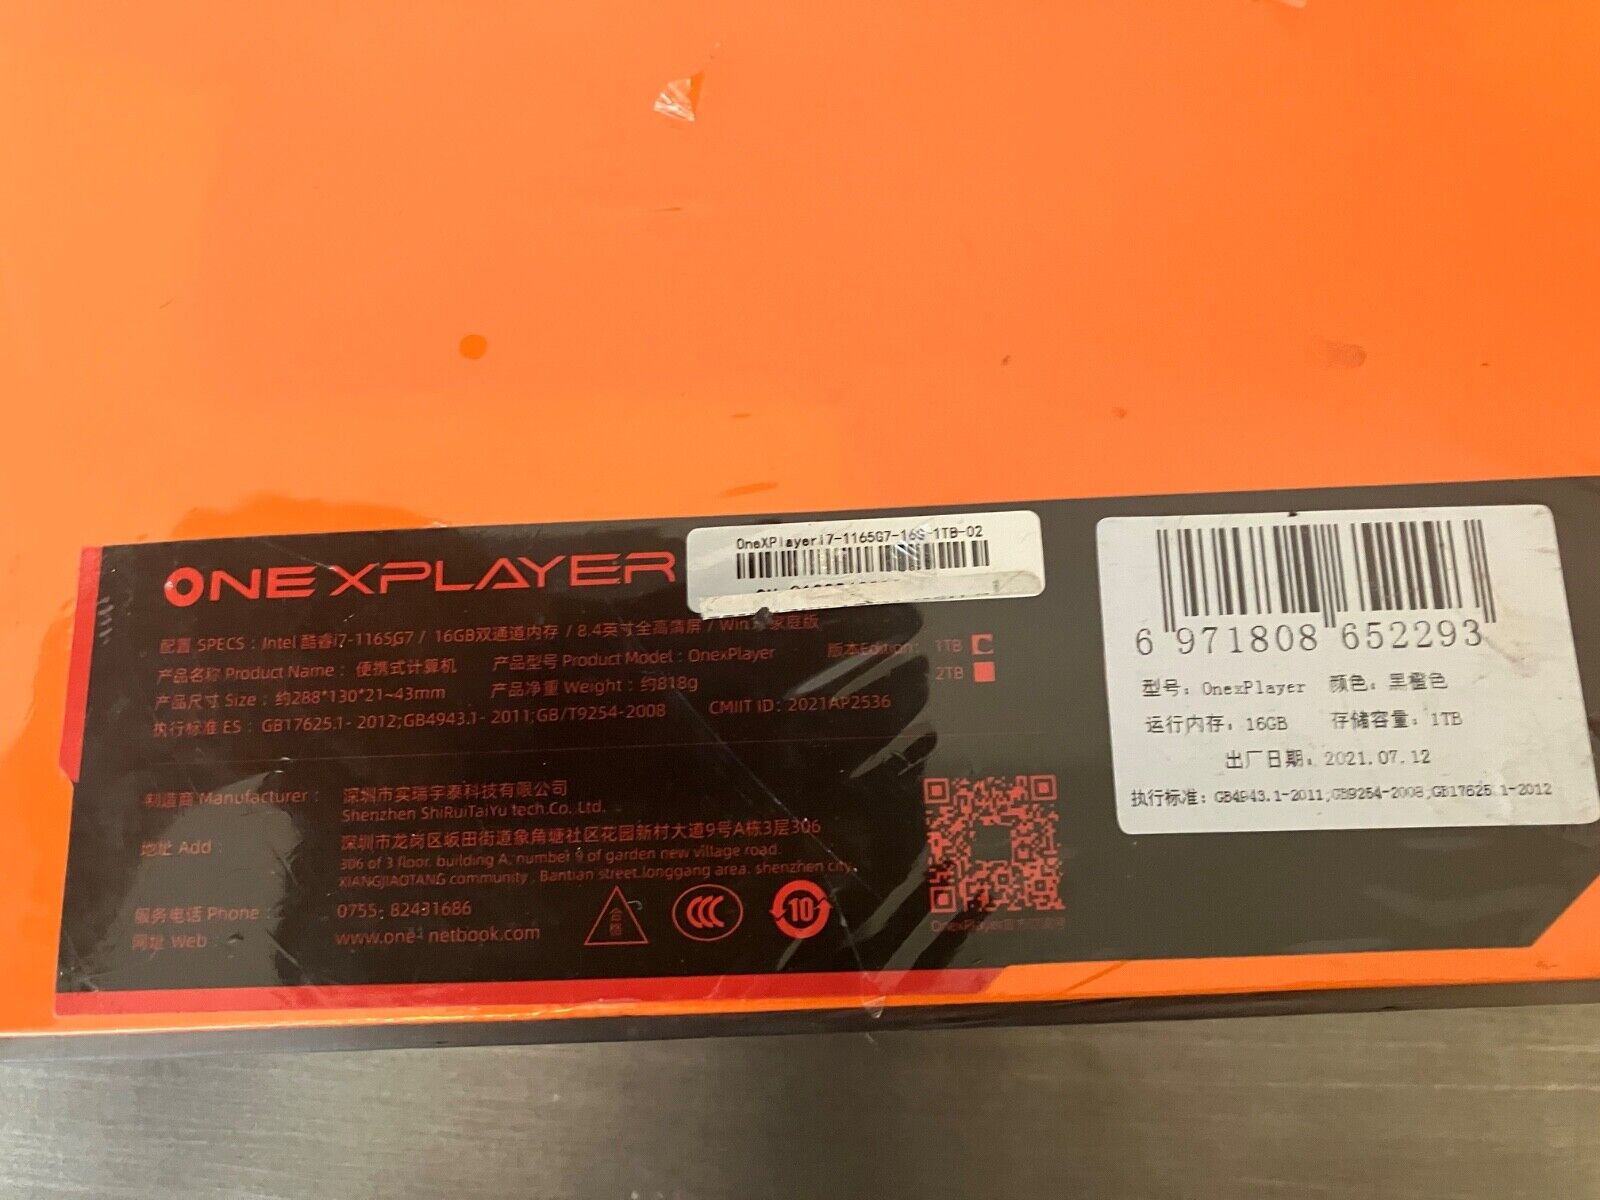 ONE XPLAYER
OneXPlayer i7-1165G7-16G-1TB-02
配置 SPECS：Intel 酷睿i7-1165G7 / 16GB双通道内存 / 8.4英寸全高清屏 / Win 家庭版
产品名称 Product Name：便携式计算机 产品型号 Product Model：OnexPlayer 版本Edition： 1TB
2TB
产品尺寸 Size：约288*130*21~43mm 产品净重 Weight：约818g
执行标准 ES：GB17625.1- 2012;GB4943.1- 2011;GB/T9254-2008 CMIIT ID：2021AP2536
制造商 Manufacturer： 深圳市实瑞宇泰科技有限公司
Shenzhen ShiRuiTaiYu tech.Co. Ltd.
地址 Add： 深圳市龙岗区坂田街道象角塘社区花园新村大道9号A栋3层306
306 of 3 floor. building A, number 9 of garden new village road.
XIANGJIAOTANG community , Bantian street.longgang area. shenzhen city.
服务电话 Phone： 0755- 82431686
网址 Web： www.one- netbook.com
合格
CCC
10
6 971808 652293
型号：OnexPlayer 颜色：黑橙色
运行内存：16GB 存储容量：1TB
出厂日期：2021.07.12
执行标准：GB4943.1-2011;GB9254-2008;GB17625.1-2012